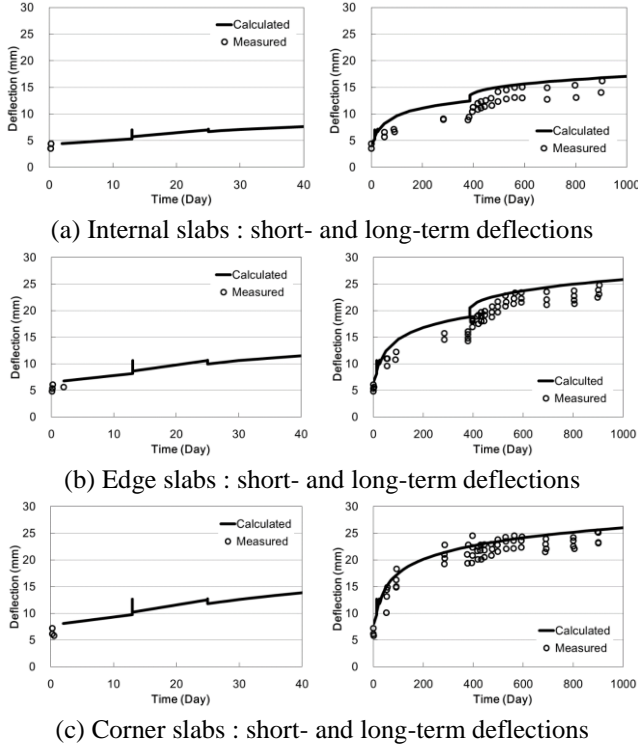 30
25
20
15
10
5
0
Deflection (mm)
Calculated
Measured
0 10 20 30 40
Time (Day)
30
25
20
15
10
5
0
Deflection (mm)
Calculated
Measured
0 200 400 600 800 1000
Time (Day)
(a) Internal slabs : short- and long-term deflections
30
25
20
15
10
5
0
Deflection (mm)
Calculated
Measured
0 10 20 30 40
Time (Day)
30
25
20
15
10
5
0
Deflection (mm)
Calculted
Measured
0 200 400 600 800 1000
Time (Day)
(b) Edge slabs : short- and long-term deflections
30
25
20
15
10
5
0
Deflection (mm)
Calculated
Measured
0 10 20 30 40
Time (Day)
30
25
20
15
10
5
0
Deflection (mm)
Calculated
Measured
0 200 400 600 800 1000
Time (Day)
(c) Corner slabs : short- and long-term deflections